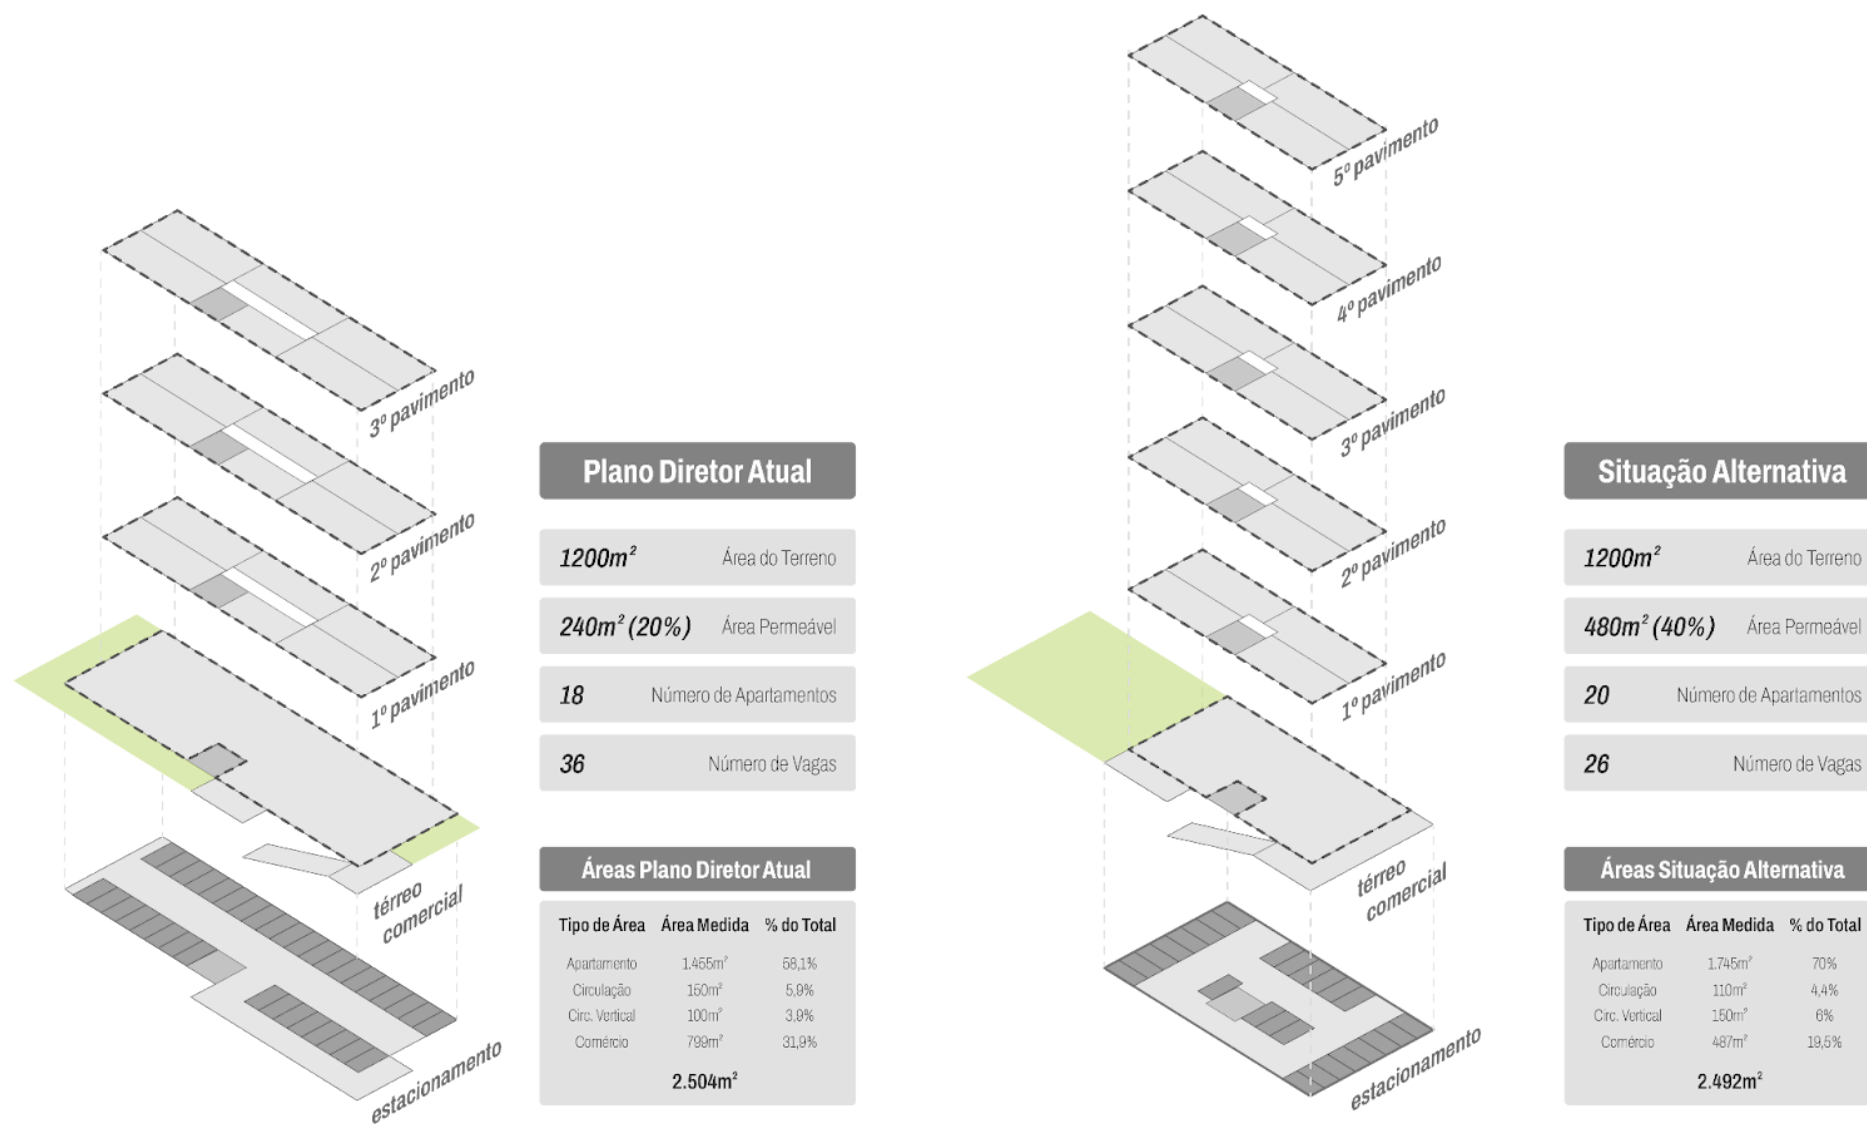 3º pavimento
2º pavimento
1º pavimento
térreo
comercial
estacionamento
Plano Diretor Atual
1200m² Área do Terreno
240m² (20%) Área Permeável
18 Número de Apartamentos
36 Número de Vagas
Áreas Plano Diretor Atual
Tipo de Área Área Medida % do Total
Apartamento 1.455m² 58,1%
Circulação 150m² 5,9%
Circ. Vertical 100m² 3,9%
Comércio 799m² 31,9%
2.504m²
5º pavimento
4º pavimento
3º pavimento
2º pavimento
1º pavimento
térreo
comercial
estacionamento
Situação Alternativa
1200m² Área do Terreno
480m² (40%) Área Permeável
20 Número de Apartamentos
26 Número de Vagas
Áreas Situação Alternativa
Tipo de Área Área Medida % do Total
Apartamento 1.745m² 70%
Circulação 110m² 4,4%
Circ. Vertical 150m² 6%
Comércio 487m² 19,5%
2.492m²